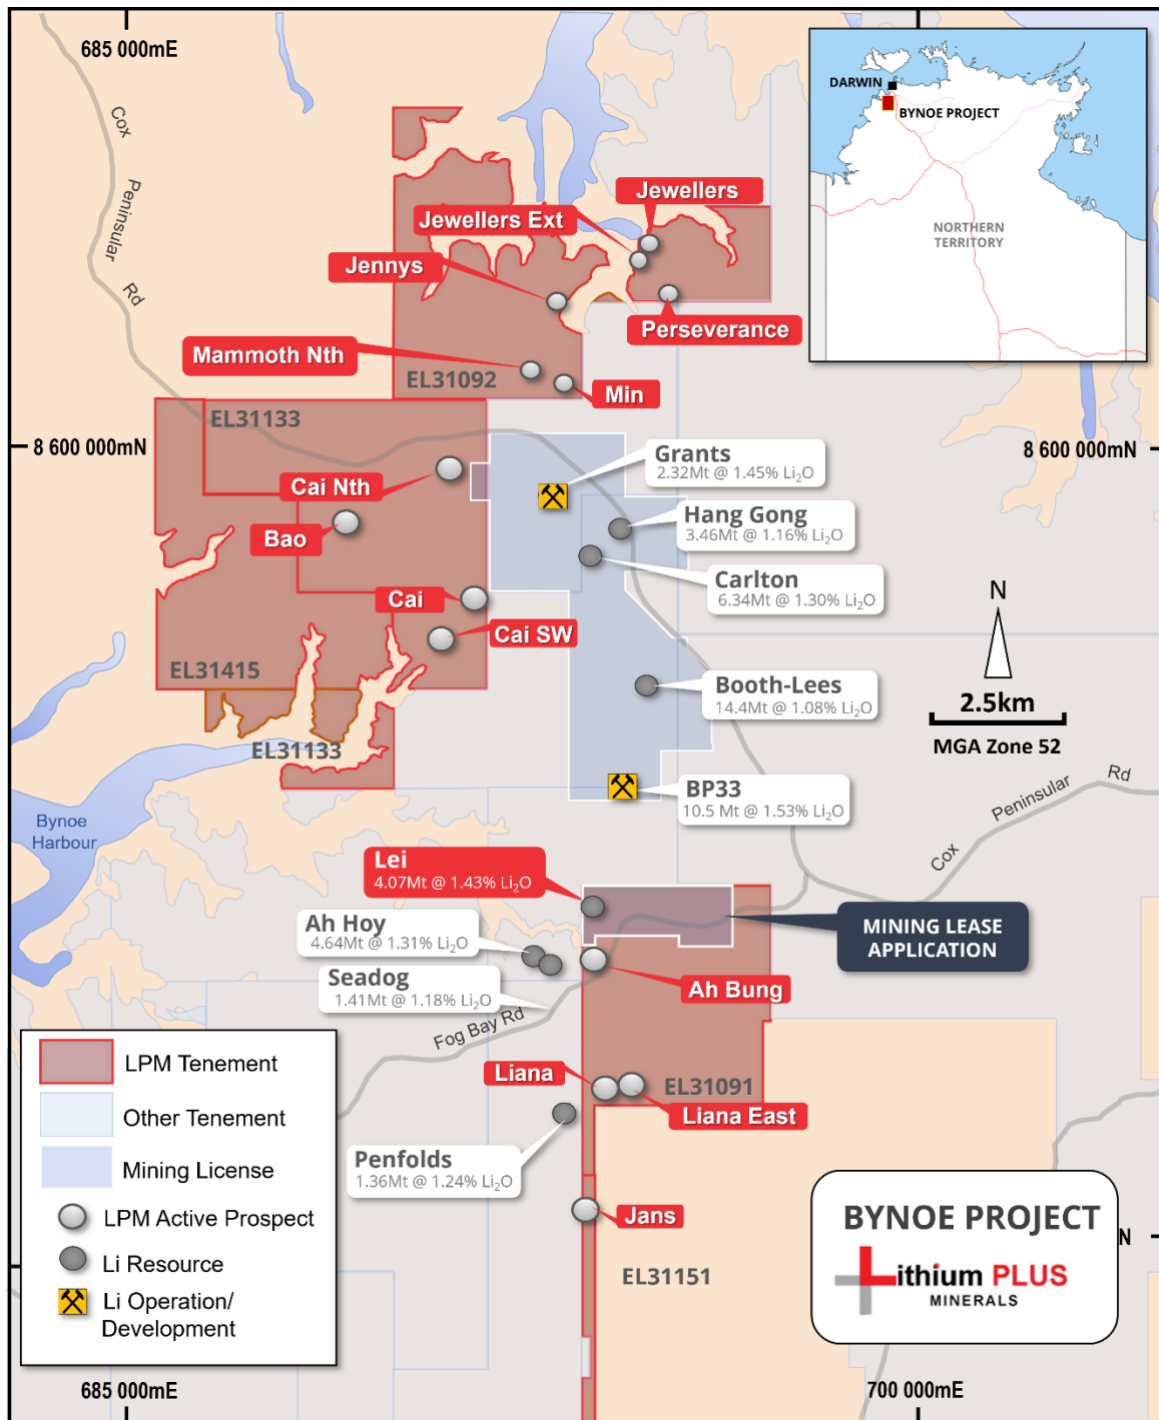 685 000mE
DARWIN
BYNOE PROJECT
NORTHERN
TERRITORY
Cox
Peninsular
Rd
Jewellers
Jewellers Ext
Jennys
Perseverance
Mammoth Nth
EL31092
Min
EL31133
8 600 000mN
8 600 000mN
Grants
2.32Mt @ 1.45% Li₂O
Cai Nth
Hang Gong
3.46Mt @ 1.16% Li₂O
Bao
Carlton
6.34Mt @ 1.30% Li₂O
Cai
Cai SW
N
2.5km
MGA Zone 52
EL31415
Booth-Lees
14.4Mt @ 1.08% Li₂O
EL31133
BP33
10.5 Mt @ 1.53% Li₂O
Bynoe
Harbour
Cox
Peninsular
Rd
Lei
4.07Mt @ 1.43% Li₂O
MINING LEASE
APPLICATION
Ah Hoy
4.64Mt @ 1.31% Li₂O
Seadog
1.41Mt @ 1.18% Li₂O
Ah Bung
Fog Bay Rd
Liana
EL31091
Liana East
Penfolds
1.36Mt @ 1.24% Li₂O
Jans
EL31151
LPM Tenement
Other Tenement
Mining License
LPM Active Prospect
Li Resource
Li Operation/
Development
BYNOE PROJECT
Lithium PLUS
MINERALS
N
685 000mE
700 000mE